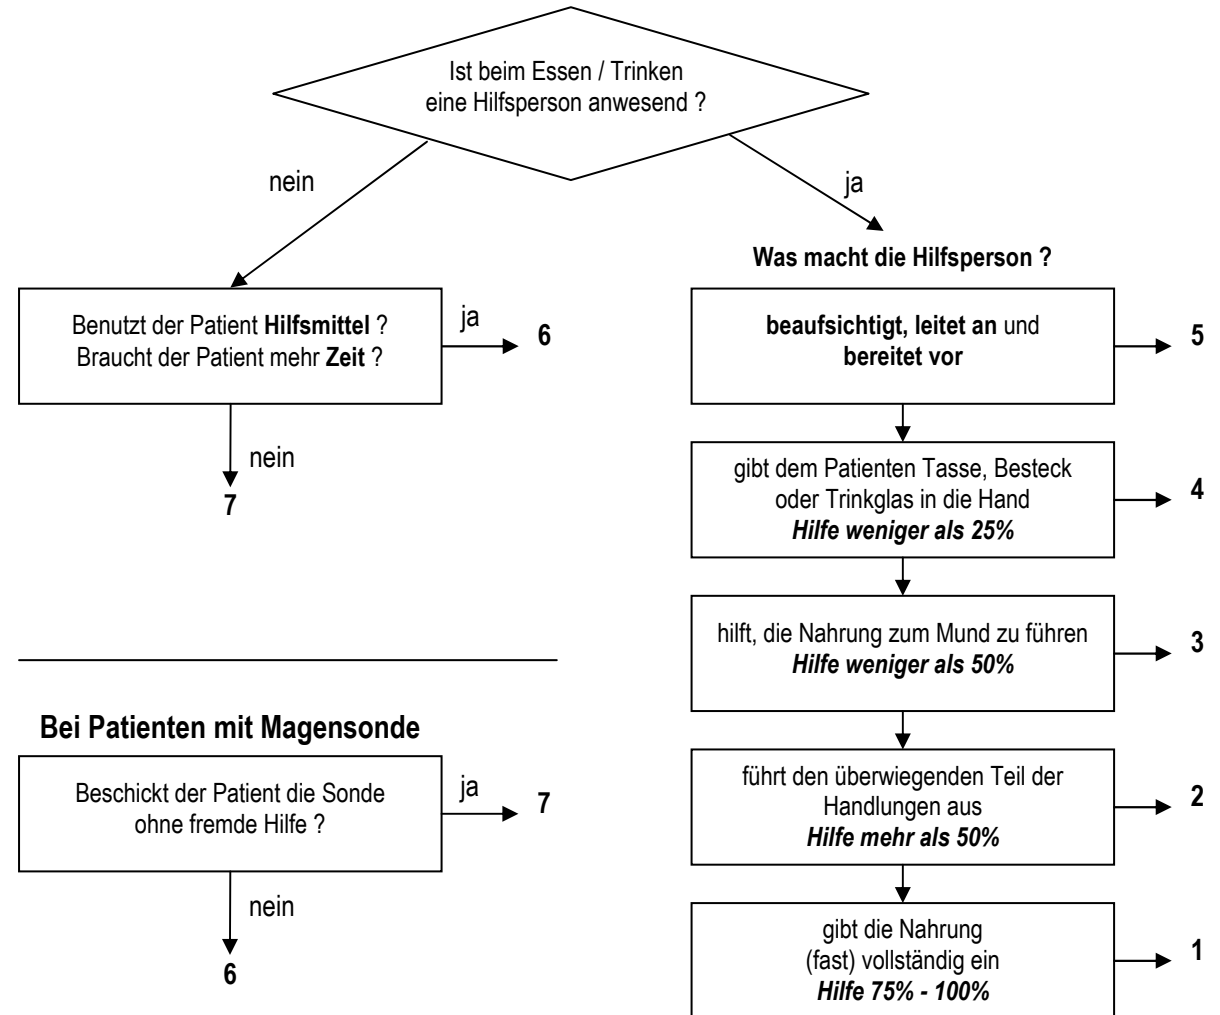 Ist beim Essen / Trinken
eine Hilfsperson anwesend ?
nein
ja
Was macht die Hilfsperson ?
Benutzt der Patient Hilfsmittel ?
Braucht der Patient mehr Zeit ?
ja
6
nein
7
beaufsichtigt, leitet an und
bereitet vor
5
gibt dem Patienten Tasse, Besteck
oder Trinkglas in die Hand
Hilfe weniger als 25%
4
hilft, die Nahrung zum Mund zu führen
Hilfe weniger als 50%
3
führt den überwiegenden Teil der
Handlungen aus
Hilfe mehr als 50%
2
gibt die Nahrung
(fast) vollständig ein
Hilfe 75% - 100%
1
Bei Patienten mit Magensonde
Beschickt der Patient die Sonde
ohne fremde Hilfe ?
ja
7
nein
6